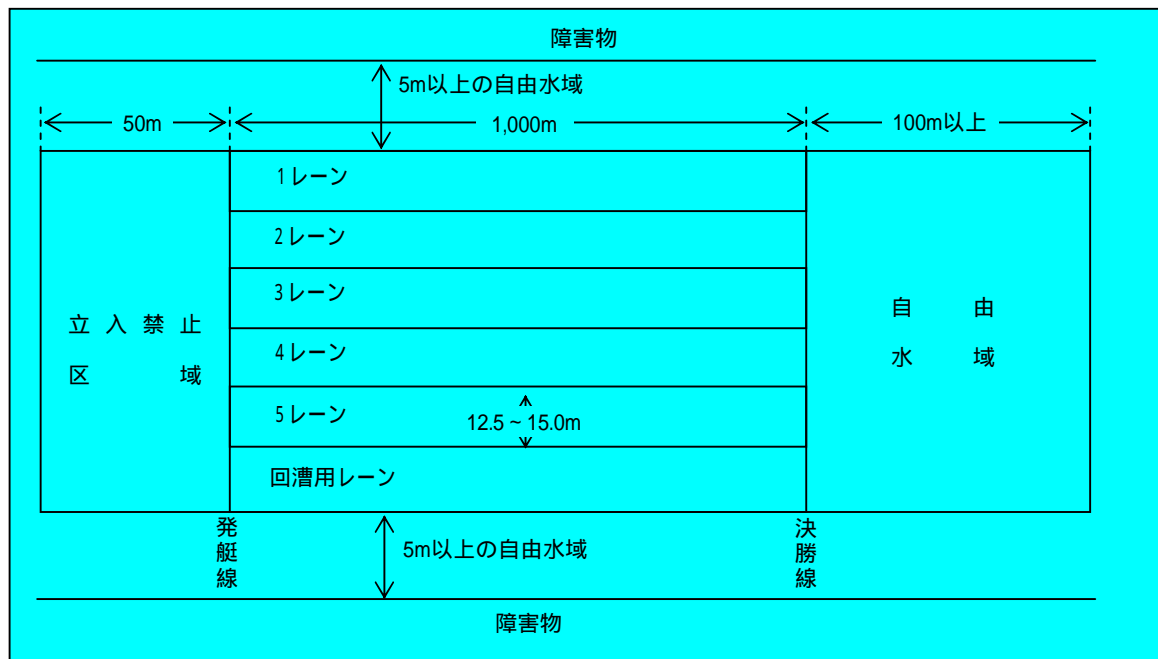 障害物
5m以上の自由水域
50m
1,000m
100m以上
1レーン
2レーン
3レーン
4レーン
5レーン
12.5~15.0m
回漕用レーン
立入禁止
区域
自由
水域
発艇線
決勝線
5m以上の自由水域
障害物